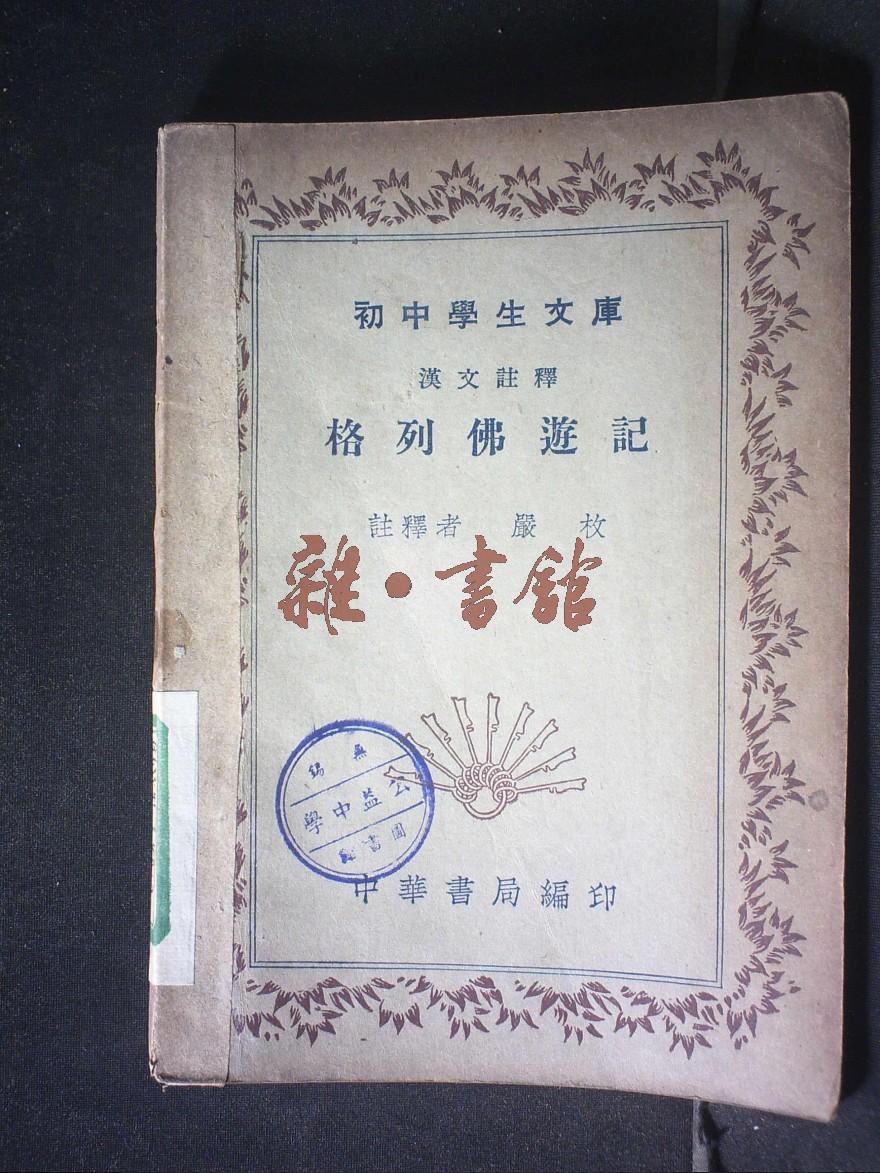 初中學生文庫
漢文註釋
格列佛遊記
註釋者 嚴枚
雜·書館
無錫
公益中學
圖書館
中華書局編印